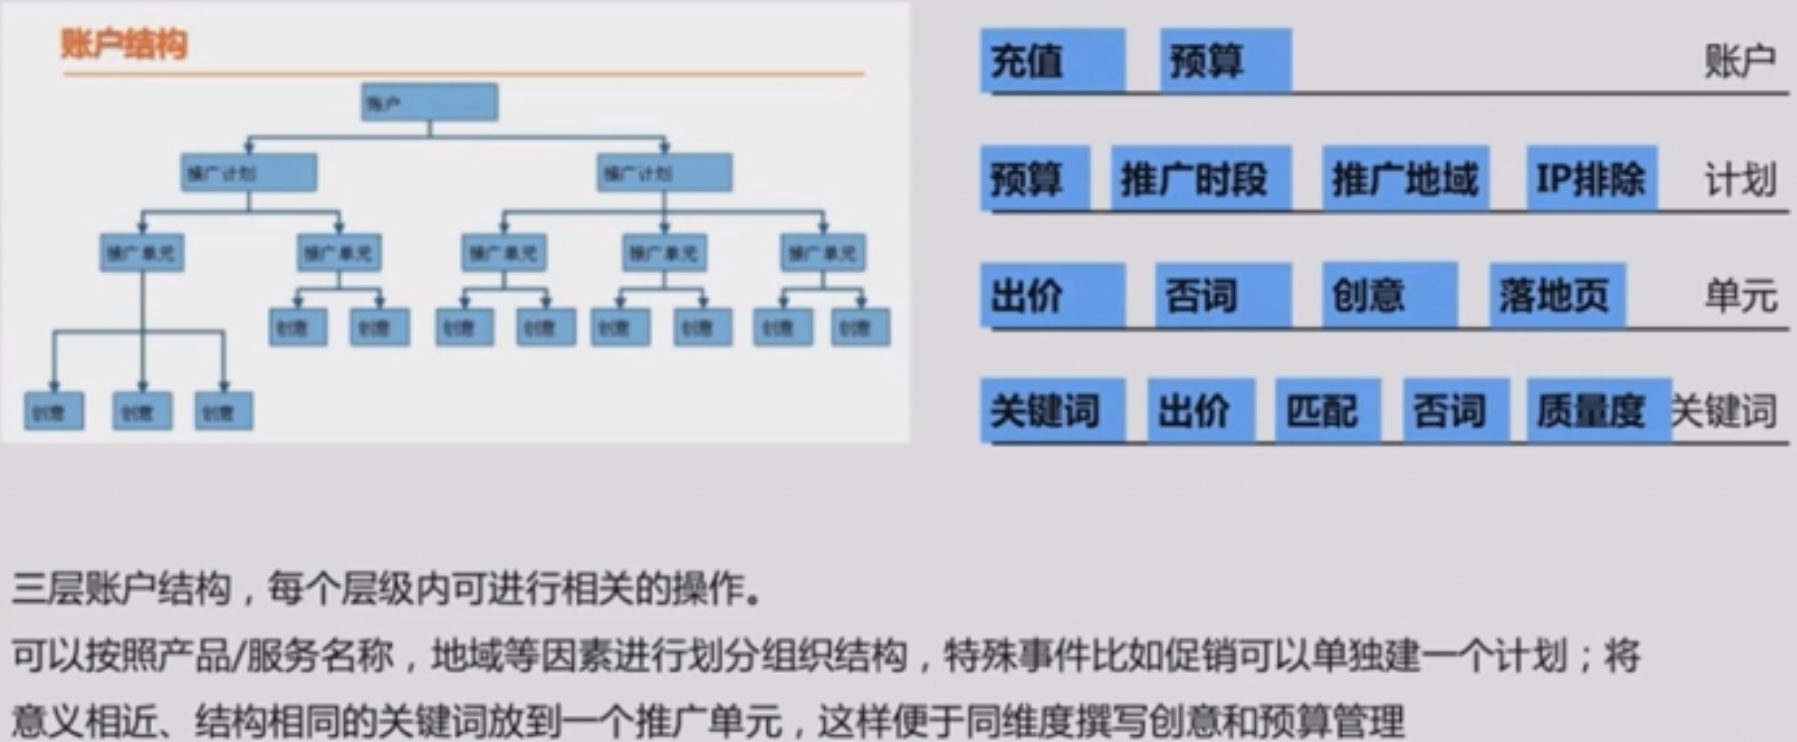 账户结构
账户
推广计划 推广计划
推广单元 推广单元 推广单元 推广单元 推广单元
创意 创意 创意 创意 创意 创意 创意 创意
创意 创意 创意
充值 预算 账户
预算 推广时段 推广地域 IP排除 计划
出价 否词 创意 落地页 单元
关键词 出价 匹配 否词 质量度 关键词
三层账户结构，每个层级内可进行相关的操作。
可以按照产品/服务名称，地域等因素进行划分组织结构，特殊事件比如促销可以单独建一个计划；将
意义相近、结构相同的关键词放到一个推广单元，这样便于同维度撰写创意和预算管理